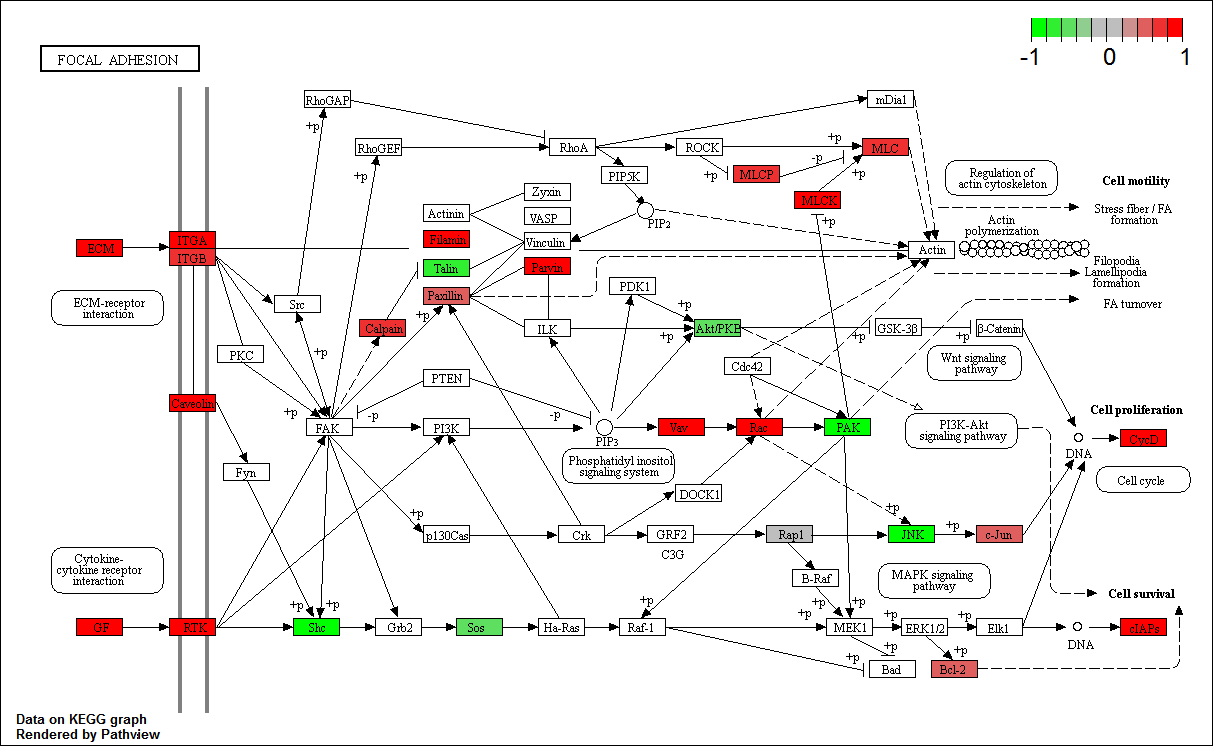 -1 0 1
FOCAL ADHESION
RhoGAP
mDia1
+p
RhoGEF
RhoA
ROCK
+p
MLC
+p
-p
+p
MLCP
PIP5K
MLCK
+p
+p
Regulation of
actin cytoskeleton
Cell motility
Zyxin
Actinin
VASP
PIP2
Stress fiber / FA
formation
Actin
polymerization
ECM
ITGA
ITGB
Filamin
Vinculin
Actin
Talin
Parvin
Filopodia
Lamellipodia
formation
ECM-receptor
interaction
Src
Paxillin
PDK1
+p
FA turnover
Calpain
+p
ILK
Akt/PKB
+p
GSK-3β
+p
β-Catenin
PKC
+p
Cdc42
Wnt signaling
pathway
PTEN
Caveolin
+p
-p
-p
Cell proliferation
FAK
PI3K
PIP3
Vav
Rac
PAK
PI3K-Akt
signaling pathway
DNA
CycD
Fyn
Phosphatidyl inositol
signaling system
Cell cycle
DOCK1
+p
+p
p130Cas
Crk
GRF2
C3G
Rap1
JNK
+p
c-Jun
Cytokine-
cytokine receptor
interaction
B-Raf
MAPK signaling
pathway
+p
+p
+p
+p
+p
+p
Cell survival
GF
RTK
Shc
Grb2
Sos
Ha-Ras
Raf-1
MEK1
+p
ERK1/2
+p
Elk1
DNA
cIAPs
+p
+p
+p
Bad
Bcl-2
Data on KEGG graph
Rendered by Pathview